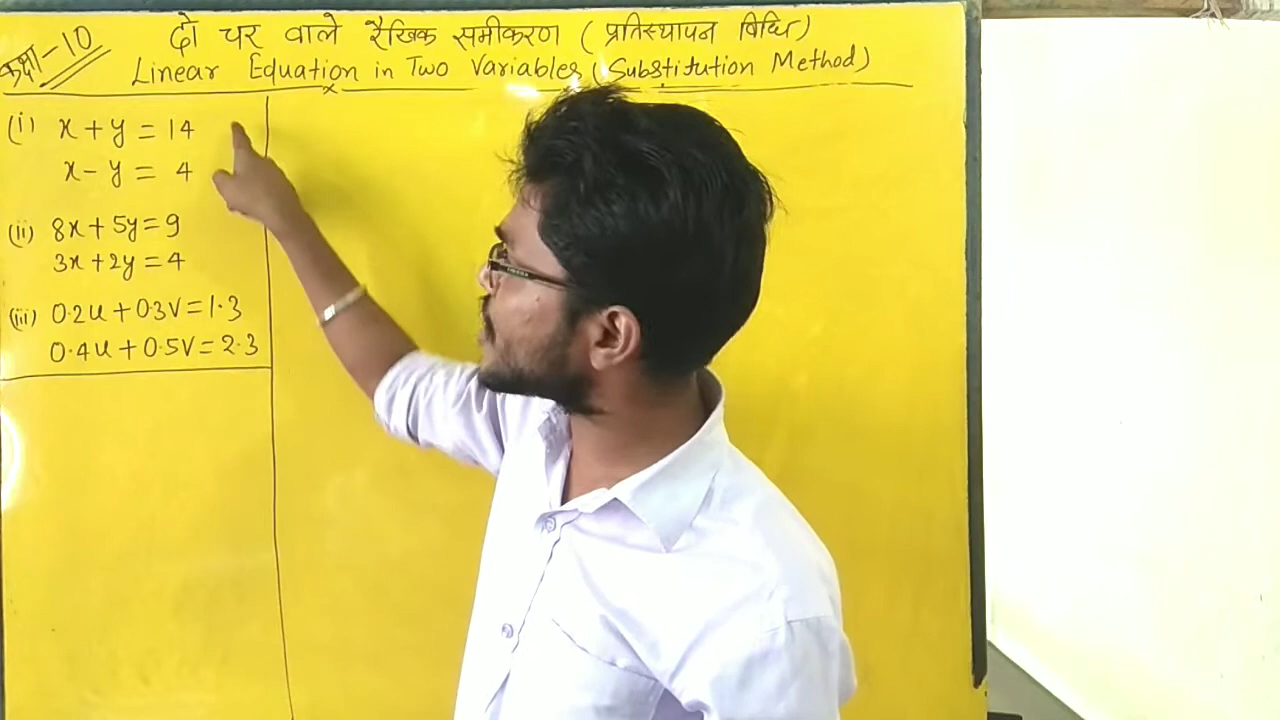 कक्षा-10
दो चर वाले रैखिक समीकरण (प्रतिस्थापन विधि)
Linear Equation in Two Variables (Substitution Method)
(i) x + y = 14
x - y = 4
(ii) 8x + 5y = 9
3x + 2y = 4
(iii) 0.2u + 0.3v = 1.3
0.4u + 0.5v = 2.3